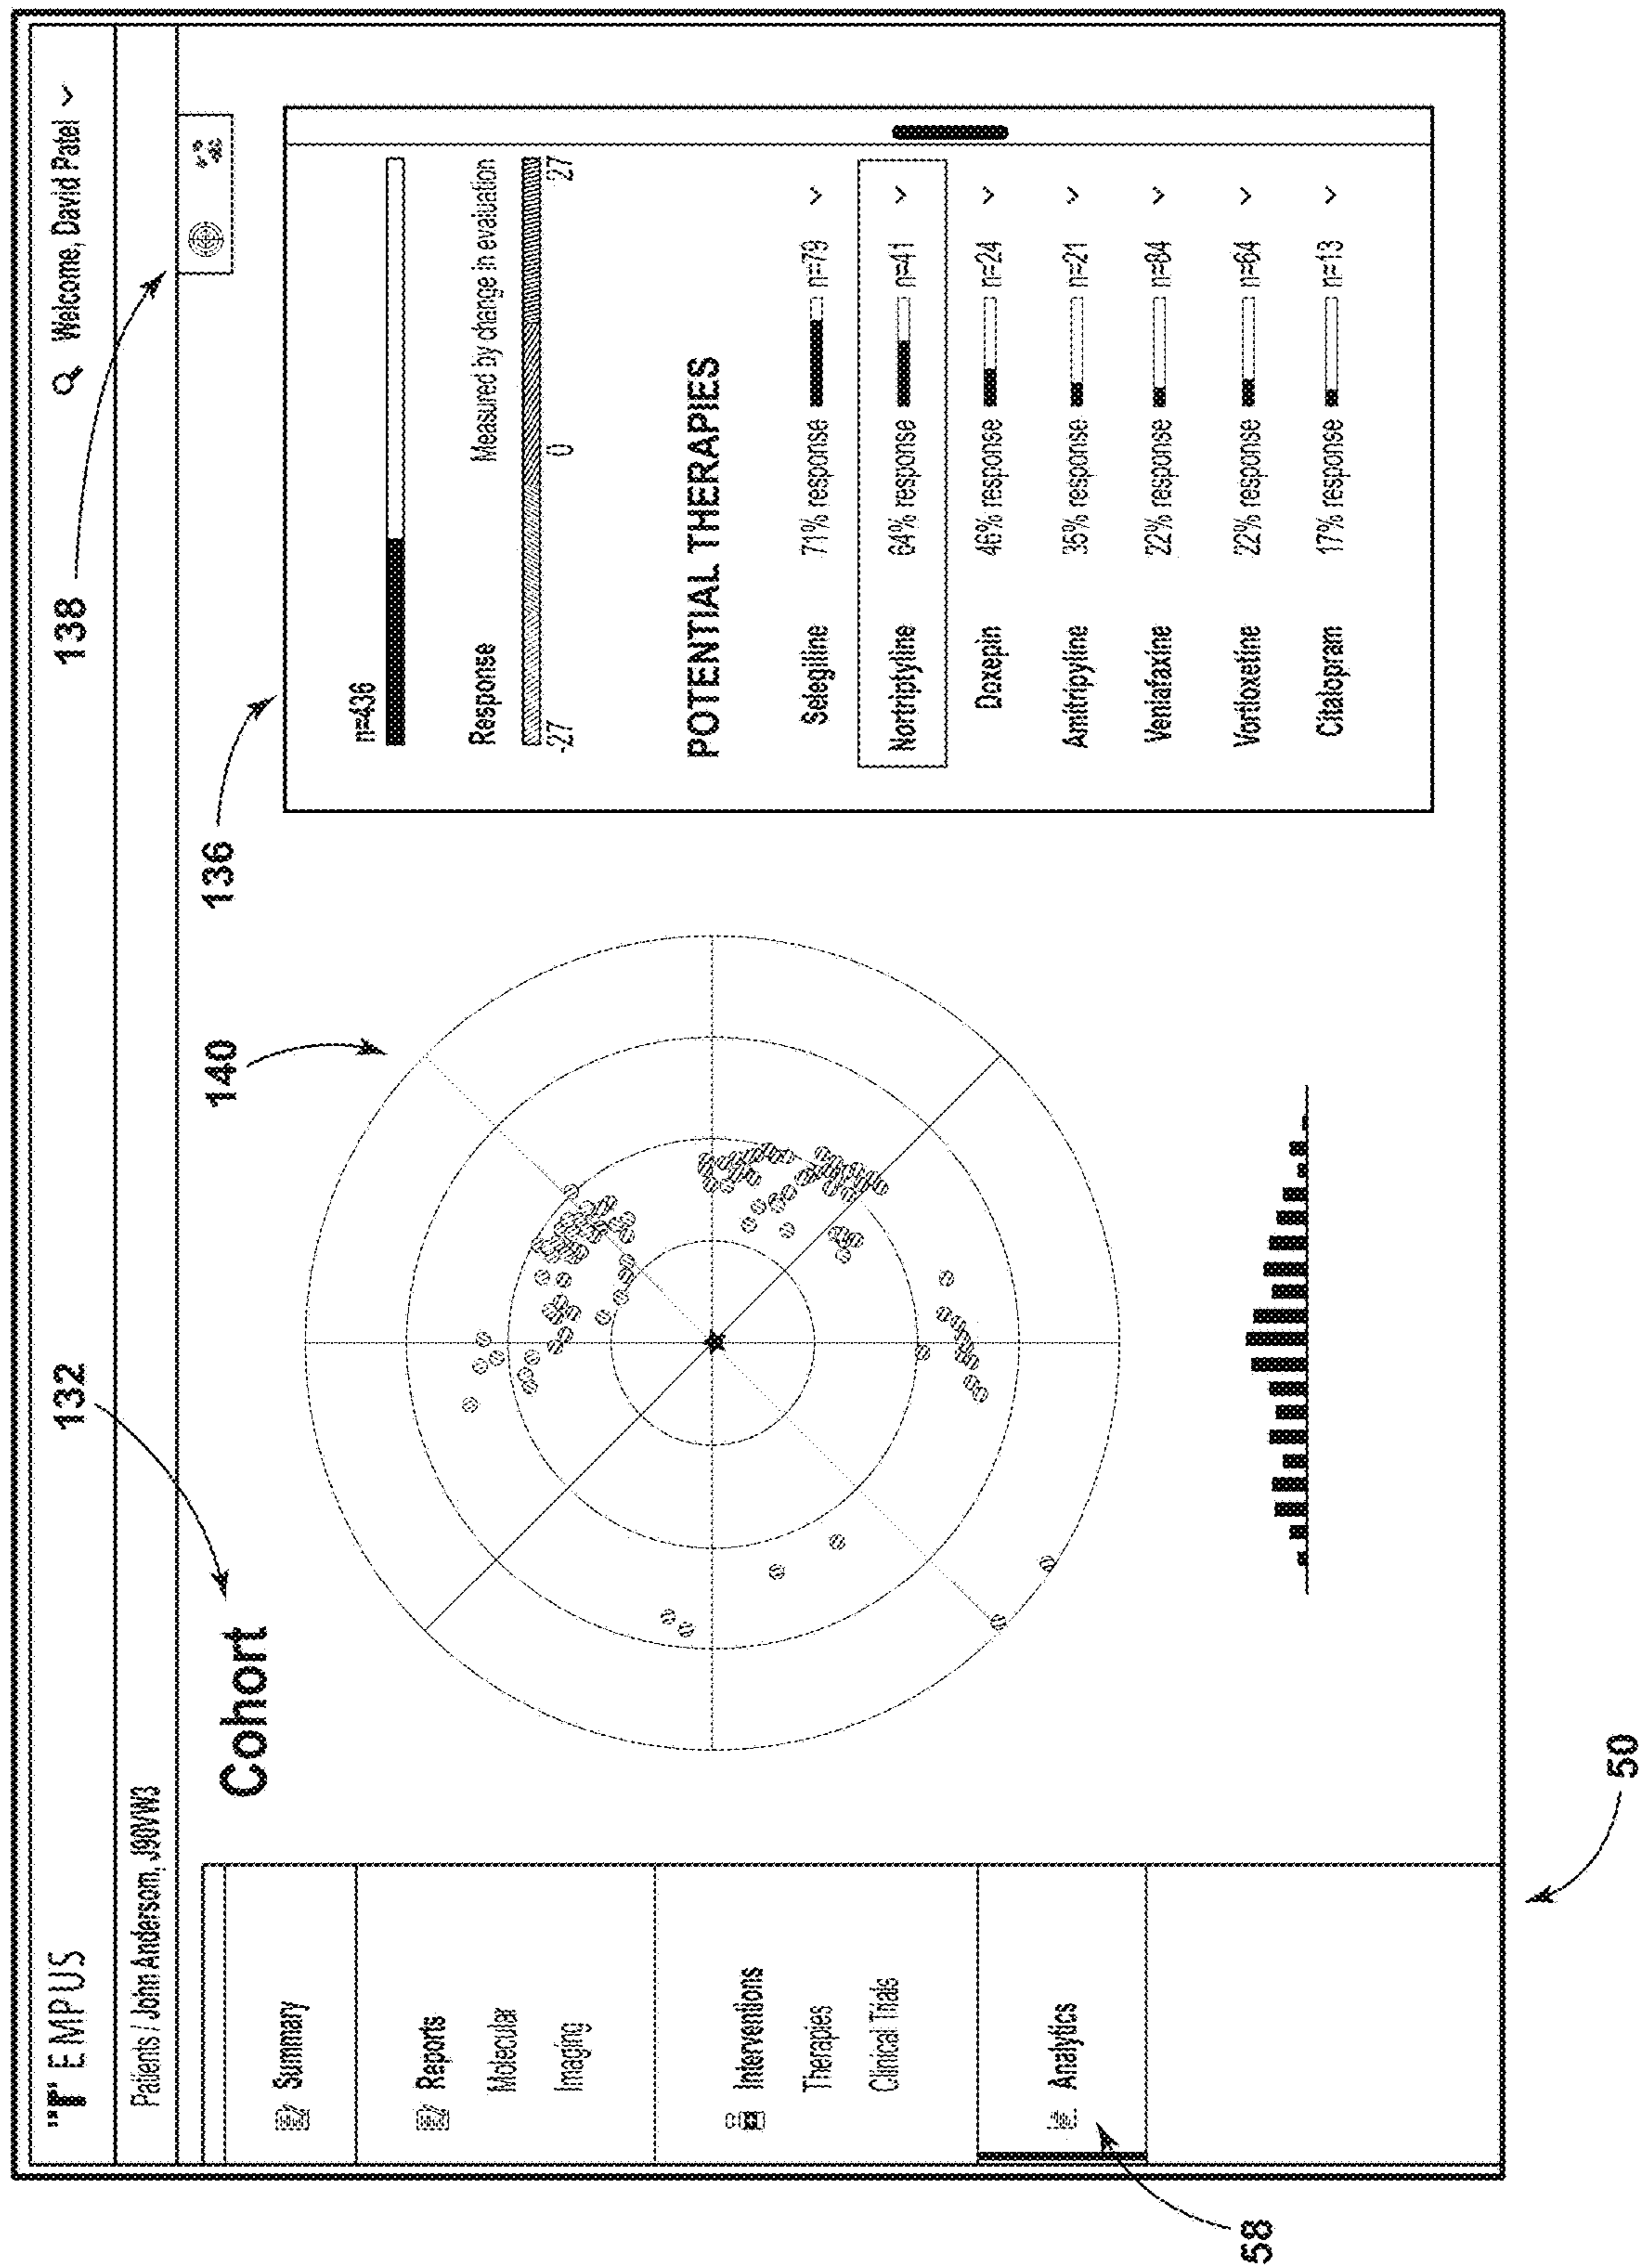 TEMPUS
Welcome, David Patel
138
132
Patients / John Anderson, J90VW3
Cohort
140
136
Summary
Reports
Molecular
Imaging
Interventions
Therapies
Clinical Trials
Analytics
n=436
Response Measured by change in evaluation
-27 0 27
POTENTIAL THERAPIES
Selegiline 71% response n=79
Nortriptyline 64% response n=41
Doxepin 46% response n=24
Amitripyline 35% response n=21
Venlafaxine 22% response n=84
Vortioxetine 22% response n=64
Citalopram 17% response n=13
58
50